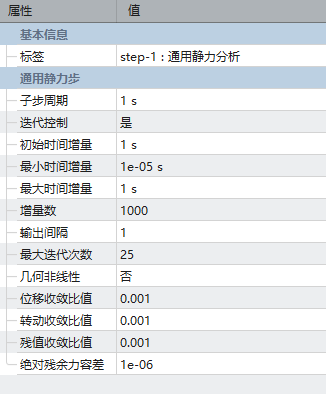 属性 值
基本信息
标签 step-1 : 通用静力分析
通用静力步
子步周期 1 s
迭代控制 是
初始时间增量 1 s
最小时间增量 1e-05 s
最大时间增量 1 s
增量数 1000
输出间隔 1
最大迭代次数 25
几何非线性 否
位移收敛比值 0.001
转动收敛比值 0.001
残值收敛比值 0.001
绝对残余力容差 1e-06